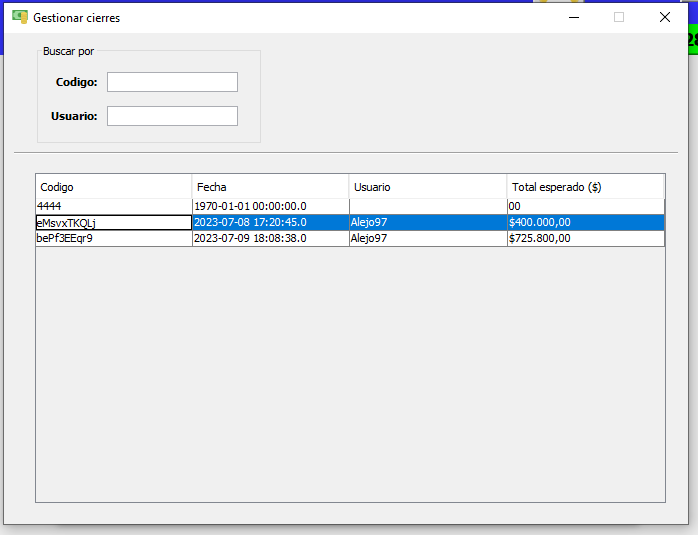 Gestionar cierres
Buscar por
Codigo:
Usuario:
Codigo Fecha Usuario Total esperado ($)
4444 1970-01-01 00:00:00.0 00
eMsvxTKQLj 2023-07-08 17:20:45.0 Alejo97 $400.000,00
bePf3EEqr9 2023-07-09 18:08:38.0 Alejo97 $725.800,00